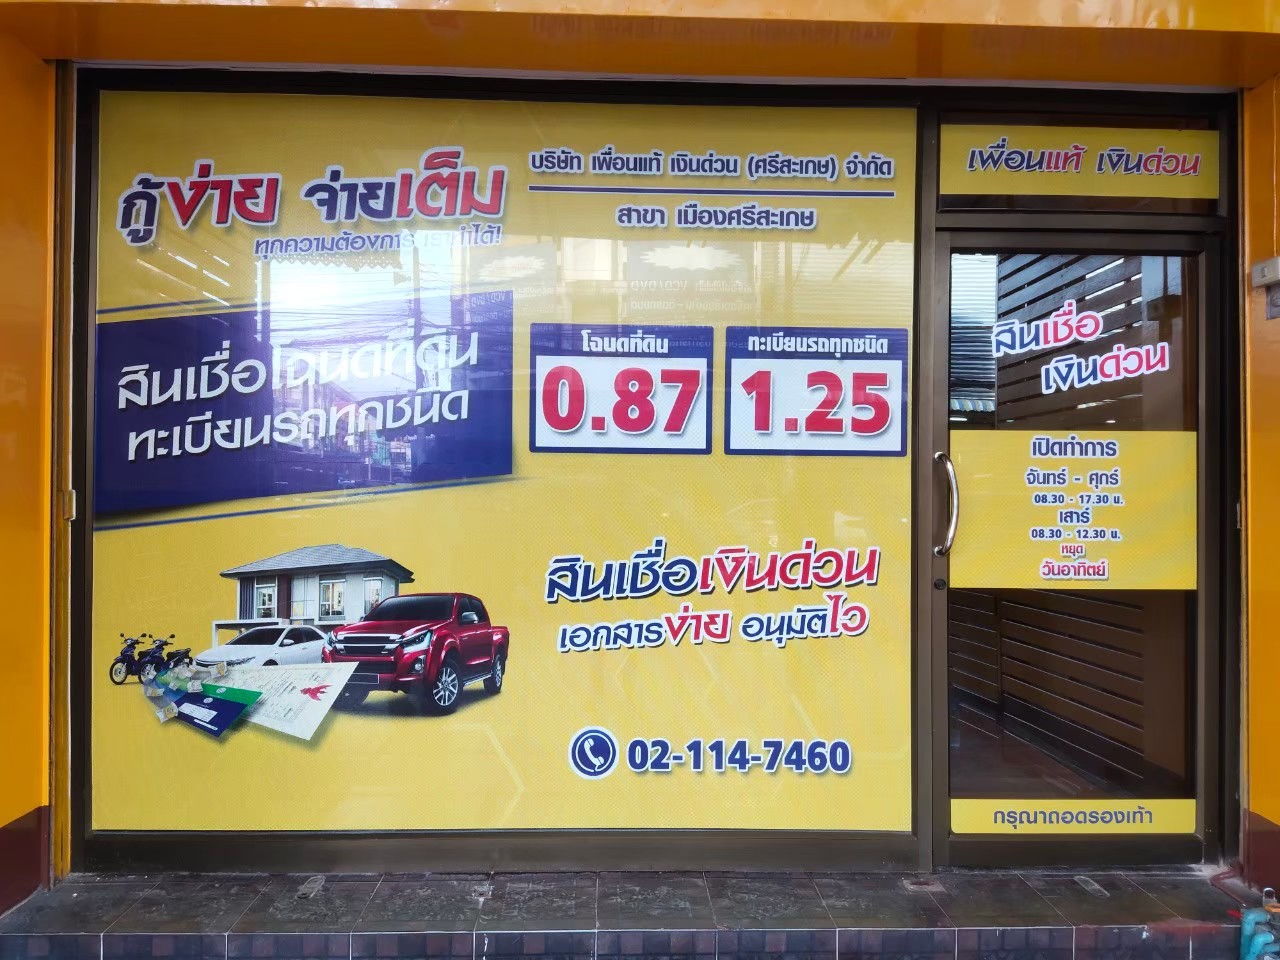 กู้ง่าย จ่ายเต็ม
ทุกความต้องการ เราทำได้!
บริษัท เพื่อนแท้ เงินด่วน (ศรีสะเกษ) จำกัด
สาขา เมืองศรีสะเกษ
สินเชื่อโฉนดที่ดิน
ทะเบียนรถทุกชนิด
โฉนดที่ดิน
0.87
ทะเบียนรถทุกชนิด
1.25
สินเชื่อเงินด่วน
เอกสารง่าย อนุมัติไว
02-114-7460
เพื่อนแท้ เงินด่วน
สินเชื่อ
เงินด่วน
เปิดทำการ
จันทร์ - ศุกร์
08.30 - 17.30 น.
เสาร์
08.30 - 12.30 น.
หยุด
วันอาทิตย์
กรุณาถอดรองเท้า